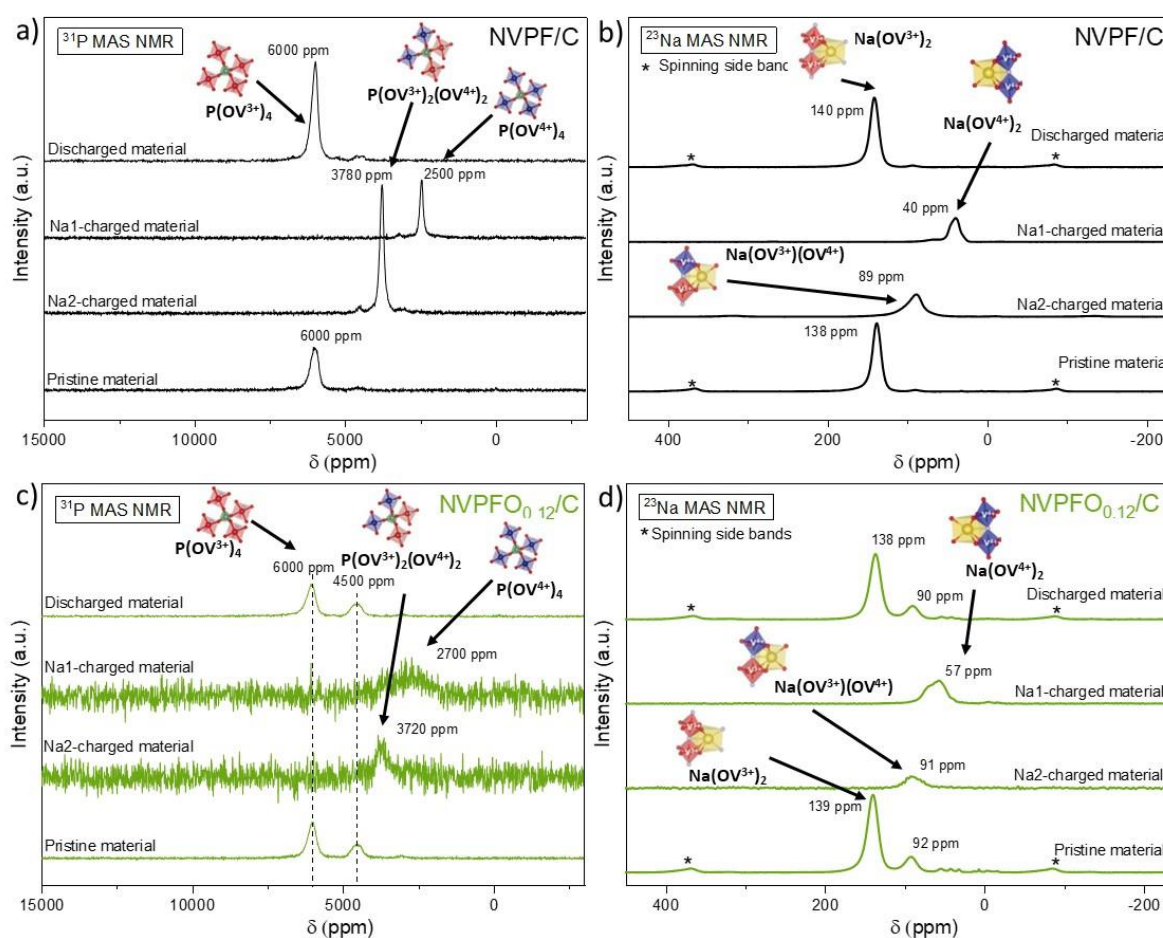 a)
³¹P MAS NMR
NVPF/C
6000 ppm
P(OV³⁺)₄
P(OV³⁺)₂(OV⁴⁺)₂
P(OV⁴⁺)₄
Discharged material
3780 ppm
2500 ppm
Na1-charged material
Na2-charged material
6000 ppm
Pristine material
Intensity (a.u.)
15000 10000 5000 0
δ (ppm)
b)
²³Na MAS NMR
* Spinning side band
NVPF/C
Na(OV³⁺)₂
140 ppm
Na(OV⁴⁺)₂
Discharged material
* *
40 ppm
Na1-charged material
Na(OV³⁺)(OV⁴⁺)
89 ppm
Na2-charged material
138 ppm
Pristine material
* *
Intensity (a.u.)
400 200 0 -200
δ (ppm)
c)
³¹P MAS NMR
NVPFO₀.₁₂/C
P(OV³⁺)₄
P(OV³⁺)₂(OV⁴⁺)₂
P(OV⁴⁺)₄
6000 ppm
4500 ppm
Discharged material
2700 ppm
Na1-charged material
3720 ppm
Na2-charged material
Pristine material
Intensity (a.u.)
15000 10000 5000 0
δ (ppm)
d)
²³Na MAS NMR
* Spinning side bands
NVPFO₀.₁₂/C
138 ppm
Na(OV⁴⁺)₂
90 ppm
Discharged material
* *
57 ppm
Na1-charged material
Na(OV³⁺)(OV⁴⁺)
91 ppm
Na2-charged material
Na(OV³⁺)₂
139 ppm
92 ppm
Pristine material
* *
Intensity (a.u.)
400 200 0 -200
δ (ppm)